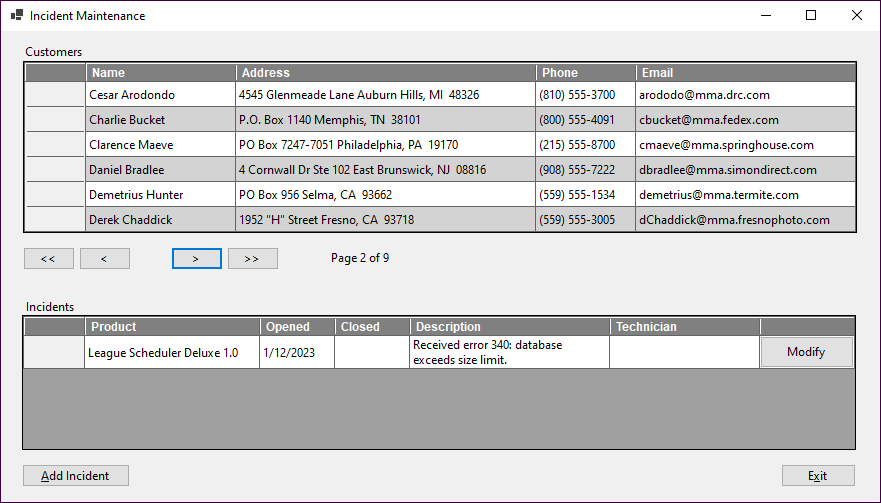 Incident Maintenance
Customers
Name Address Phone Email
Cesar Arodondo 4545 Glenmeade Lane Auburn Hills, MI  48326 (810) 555-3700 arododo@mma.drc.com
Charlie Bucket P.O. Box 1140 Memphis, TN  38101 (800) 555-4091 cbucket@mma.fedex.com
Clarence Maeve PO Box 7247-7051 Philadelphia, PA  19170 (215) 555-8700 cmaeve@mma.springhouse.com
Daniel Bradlee 4 Cornwall Dr Ste 102 East Brunswick, NJ  08816 (908) 555-7222 dbradlee@mma.simondirect.com
Demetrius Hunter PO Box 956 Selma, CA  93662 (559) 555-1534 demetrius@mma.termite.com
Derek Chaddick 1952 "H" Street Fresno, CA  93718 (559) 555-3005 dChaddick@mma.fresnophoto.com
<< < > >> Page 2 of 9
Incidents
Product Opened Closed Description Technician
League Scheduler Deluxe 1.0 1/12/2023 Received error 340: database
exceeds size limit. Modify
Add Incident Exit